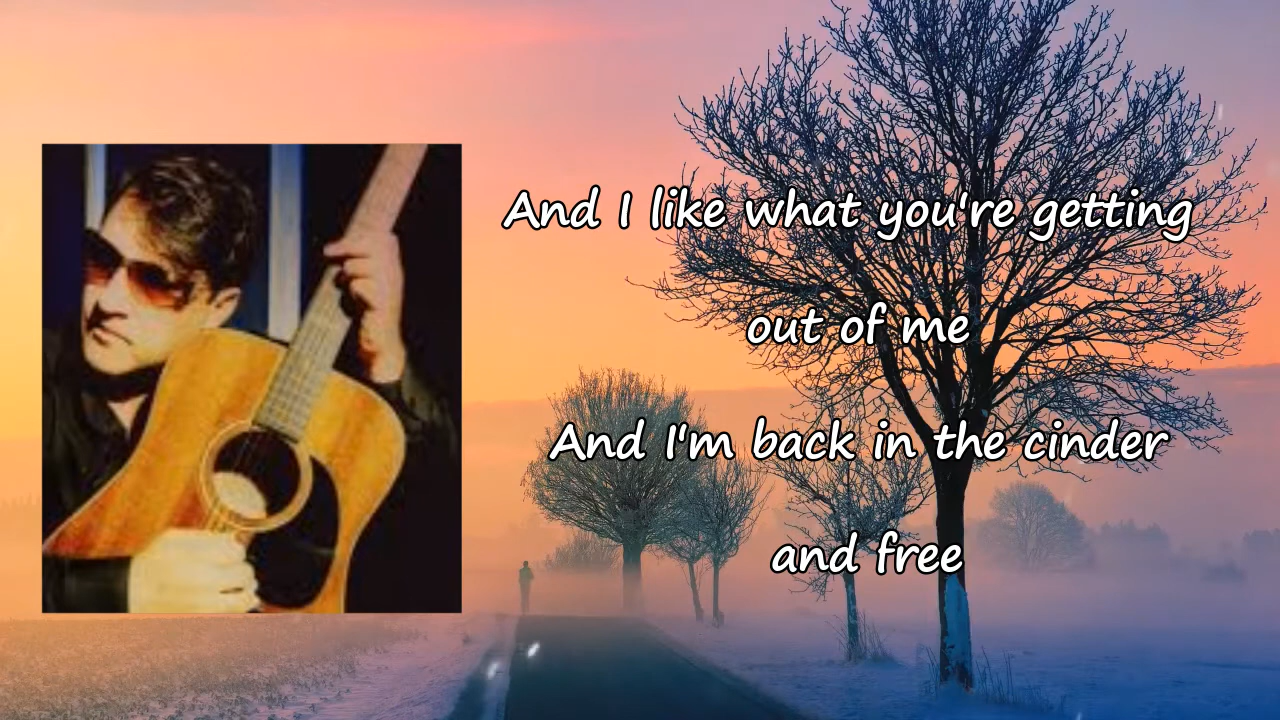 And I like what you're getting
out of me
And I'm back in the cinder
and free